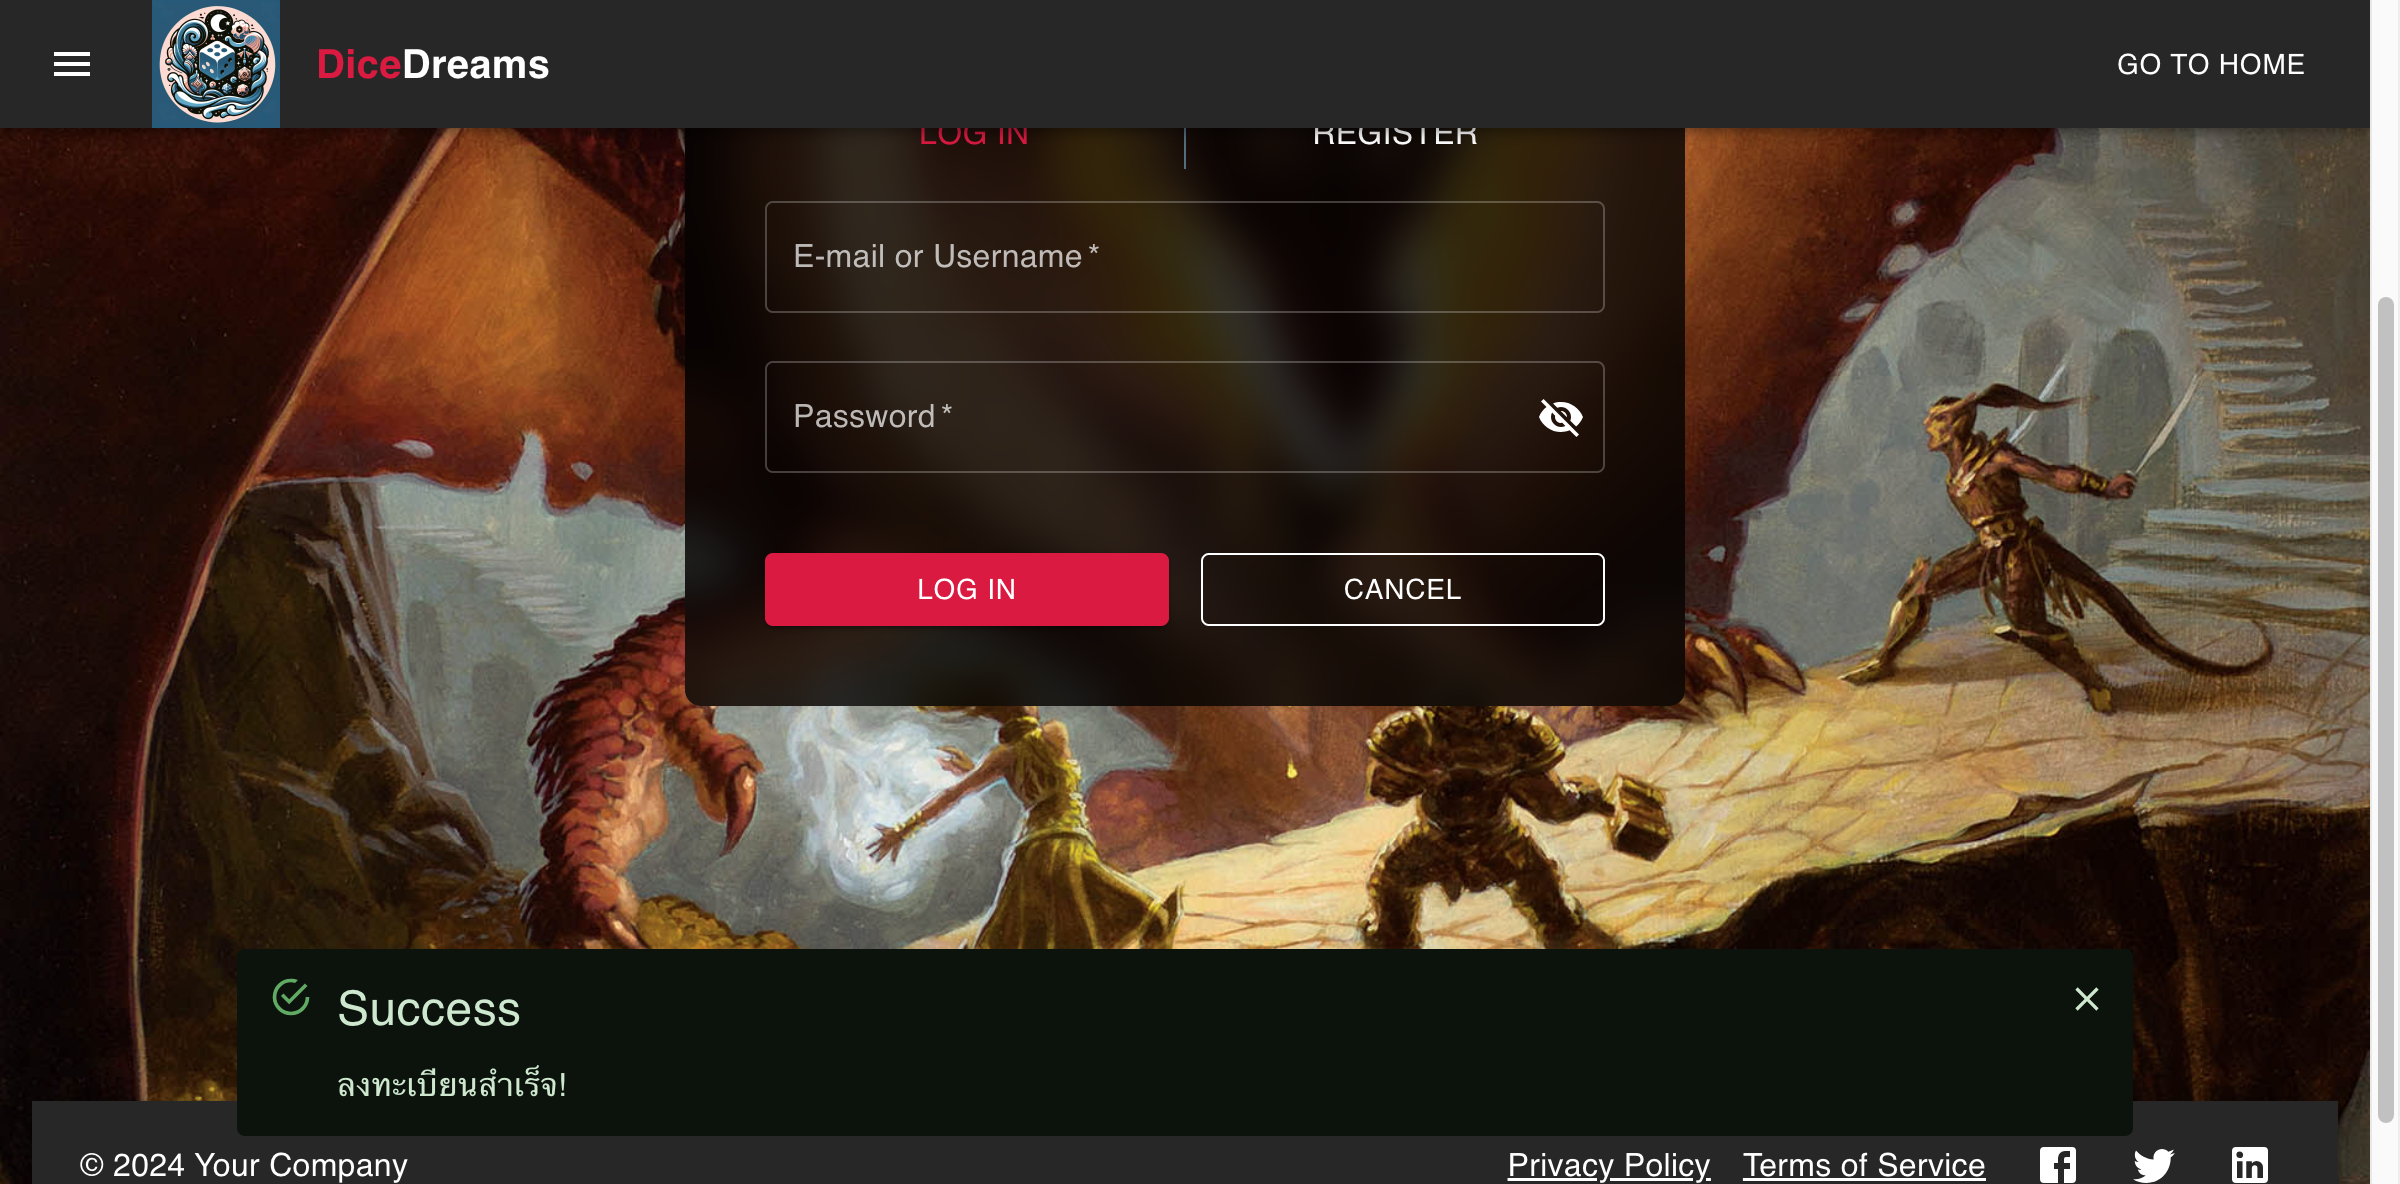 DiceDreams
GO TO HOME
LOG IN
REGISTER
E-mail or Username *
Password *
LOG IN
CANCEL
Success
ลงทะเบียนสำเร็จ!
© 2024 Your Company
Privacy Policy
Terms of Service